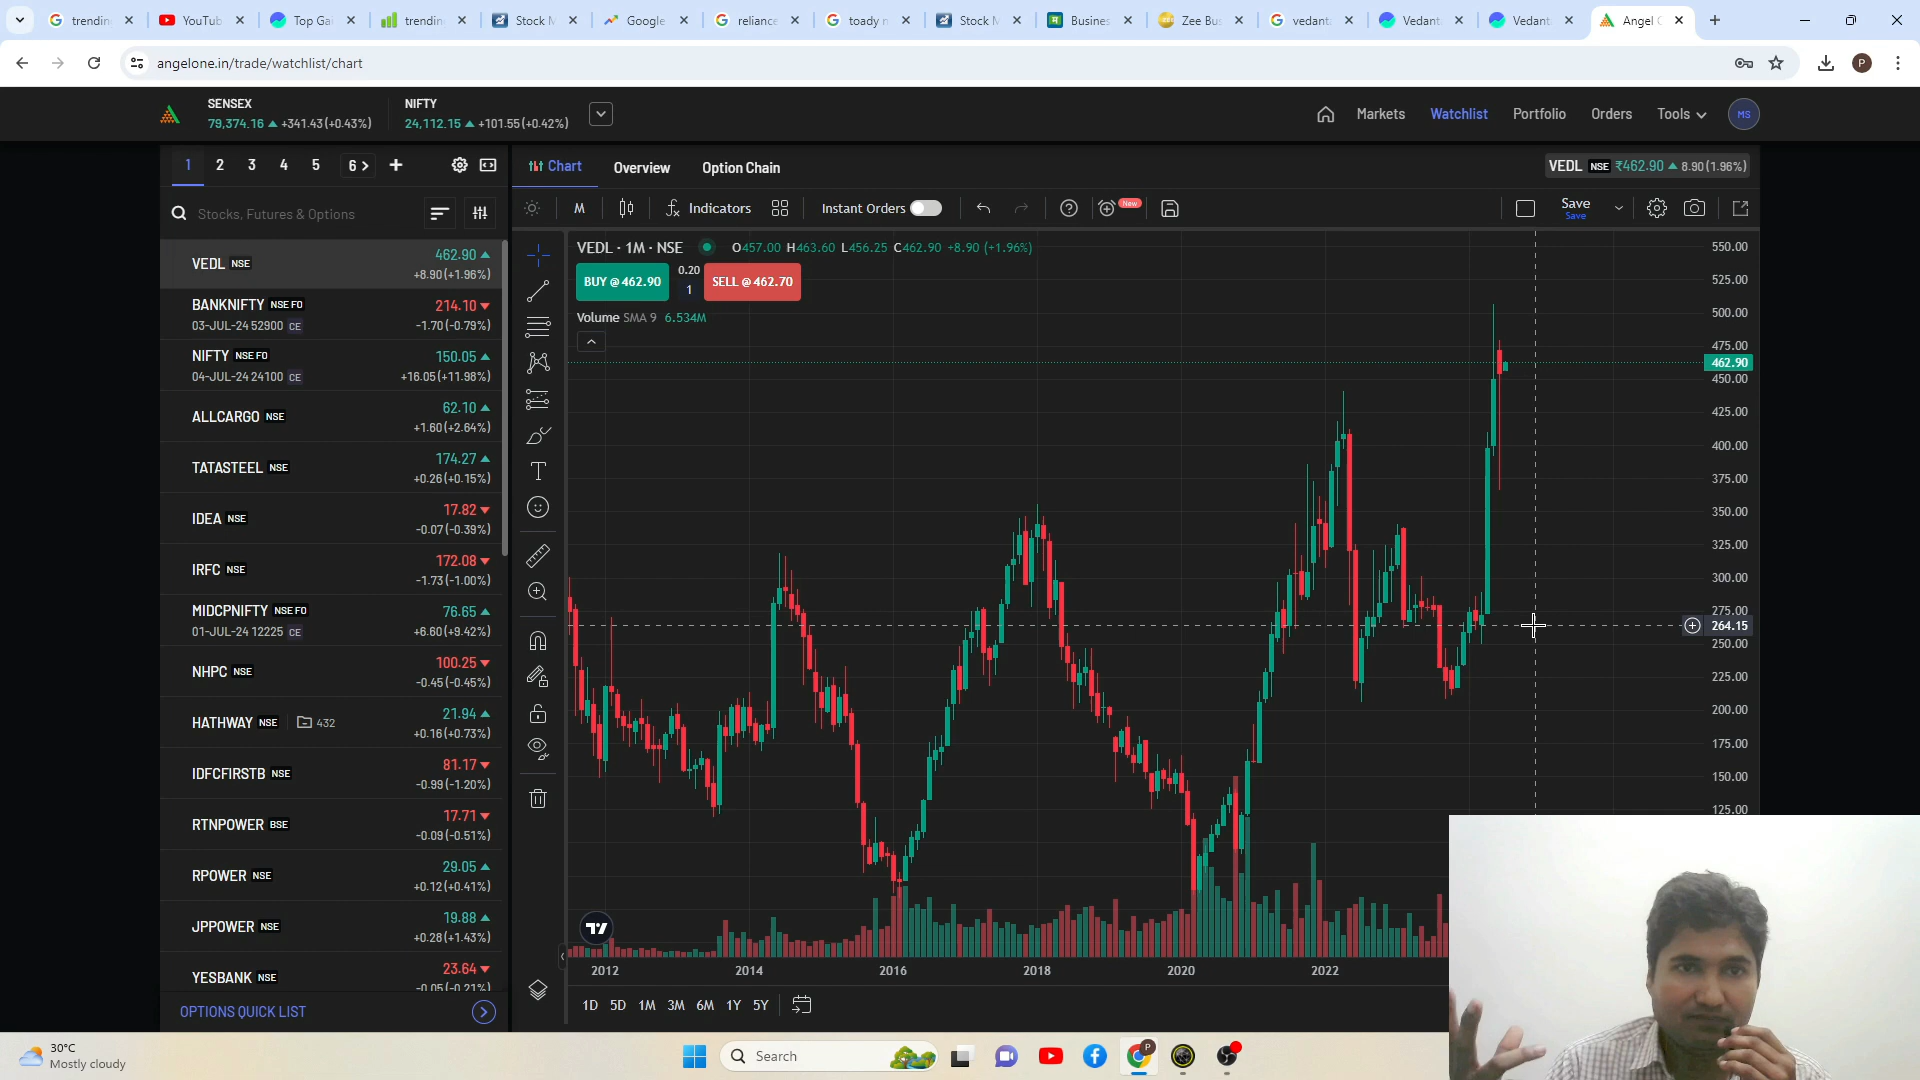 trending
YouTub
Top Gai
trendin
Stock M
Google
reliance
toady n
Stock M
Busines
Zee Bus
vedanta
Vedant
Vedant
Angel O
angelone.in/trade/watchlist/chart
P
SENSEX
79,374.16 +341.43(+0.43%)
NIFTY
24,112.15 +101.55(+0.42%)
Markets
Watchlist
Portfolio
Orders
Tools
MS
1 2 3 4 5 6
Chart
Overview
Option Chain
VEDL NSE ₹462.90 8.90(1.96%)
Stocks, Futures & Options
M
Indicators
Instant Orders
New
Save
Save
VEDL NSE
462.90
+8.90(+1.96%)
BANKNIFTY NSE FO
214.10
03-JUL-24 52900 CE
-1.70(-0.79%)
NIFTY NSE FO
150.05
04-JUL-24 24100 CE
+16.05(+11.98%)
ALLCARGO NSE
62.10
+1.60(+2.64%)
TATASTEEL NSE
174.27
+0.26(+0.15%)
IDEA NSE
17.82
-0.07(-0.39%)
IRFC NSE
172.08
-1.73(-1.00%)
MIDCPNIFTY NSE FO
76.65
01-JUL-24 12225 CE
+6.60(+9.42%)
NHPC NSE
100.25
-0.45(-0.45%)
HATHWAY NSE 432
21.94
+0.16(+0.73%)
IDFCFIRSTB NSE
81.17
-0.99(-1.20%)
RTNPOWER BSE
17.71
-0.09(-0.51%)
RPOWER NSE
29.05
+0.12(+0.41%)
JPPOWER NSE
19.88
+0.28(+1.43%)
YESBANK NSE
23.64
-0.05(-0.21%)
OPTIONS QUICK LIST
VEDL · 1M · NSE
O457.00 H463.60 L456.25 C462.90 +8.90 (+1.96%)
BUY @ 462.90
0.20
1
SELL @ 462.70
Volume SMA 9 6.534M
550.00
525.00
500.00
475.00
462.90
450.00
425.00
400.00
375.00
350.00
325.00
300.00
275.00
264.15
250.00
225.00
200.00
175.00
150.00
125.00
2012 2014 2016 2018 2020 2022
1D 5D 1M 3M 6M 1Y 5Y
30°C
Mostly cloudy
Search
P